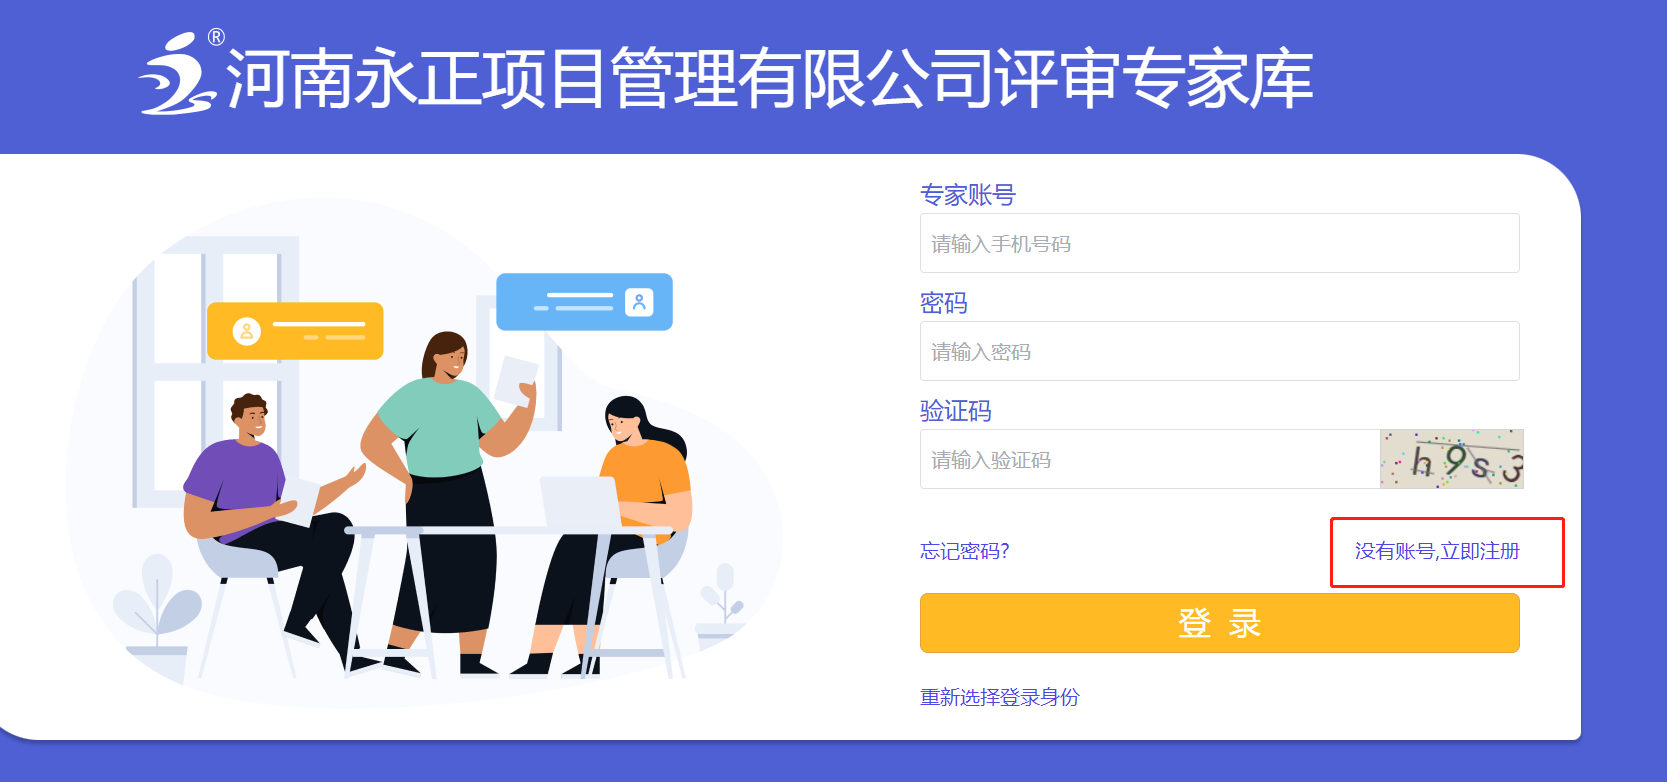 ®
河南永正项目管理有限公司评审专家库
专家账号
请输入手机号码
密码
请输入密码
验证码
请输入验证码
h9s3
忘记密码?
没有账号,立即注册
登 录
重新选择登录身份